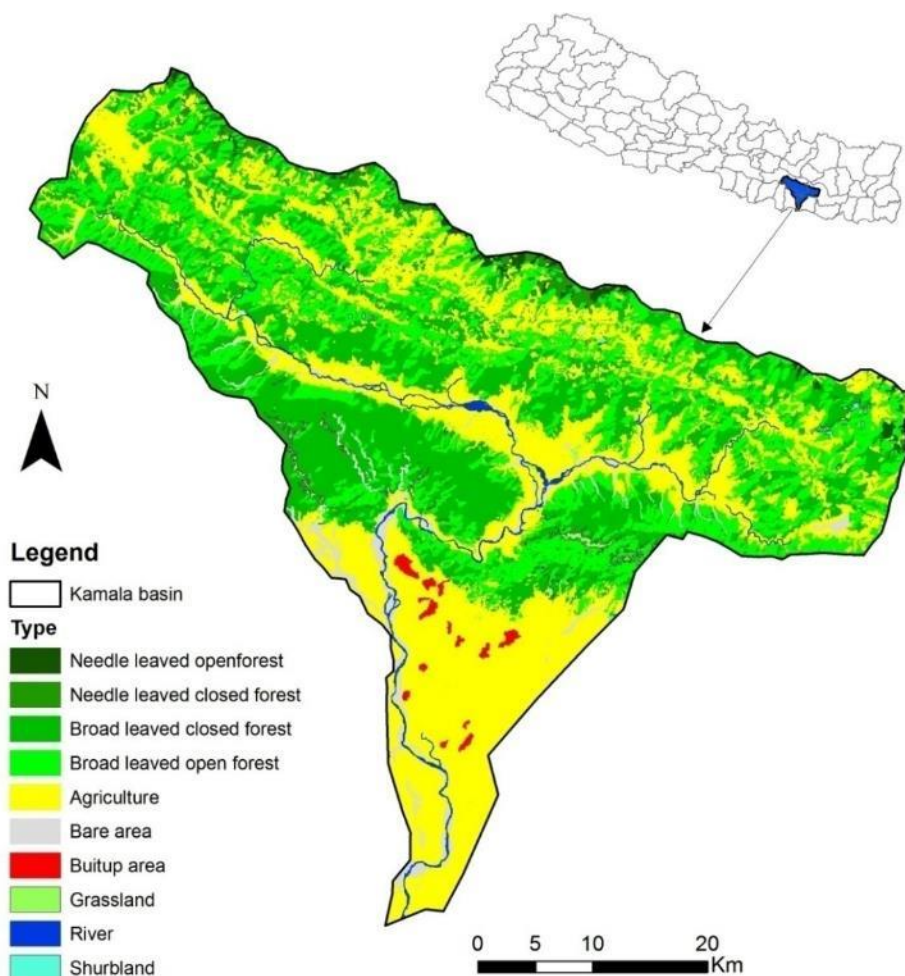 N
Legend
Kamala basin
Type
Needle leaved openforest
Needle leaved closed forest
Broad leaved closed forest
Broad leaved open forest
Agriculture
Bare area
Buitup area
Grassland
River
Shurbland
0 5 10 20
Km